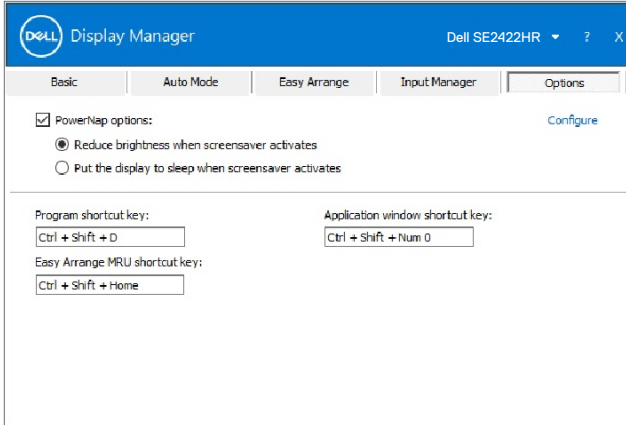 DELL Display Manager
Dell SE2422HR ? X
Basic Auto Mode Easy Arrange Input Manager Options
PowerNap options: Configure
Reduce brightness when screensaver activates
Put the display to sleep when screensaver activates
Program shortcut key: Application window shortcut key:
Ctrl + Shift + D Ctrl + Shift + Num 0
Easy Arrange MRU shortcut key:
Ctrl + Shift + Home